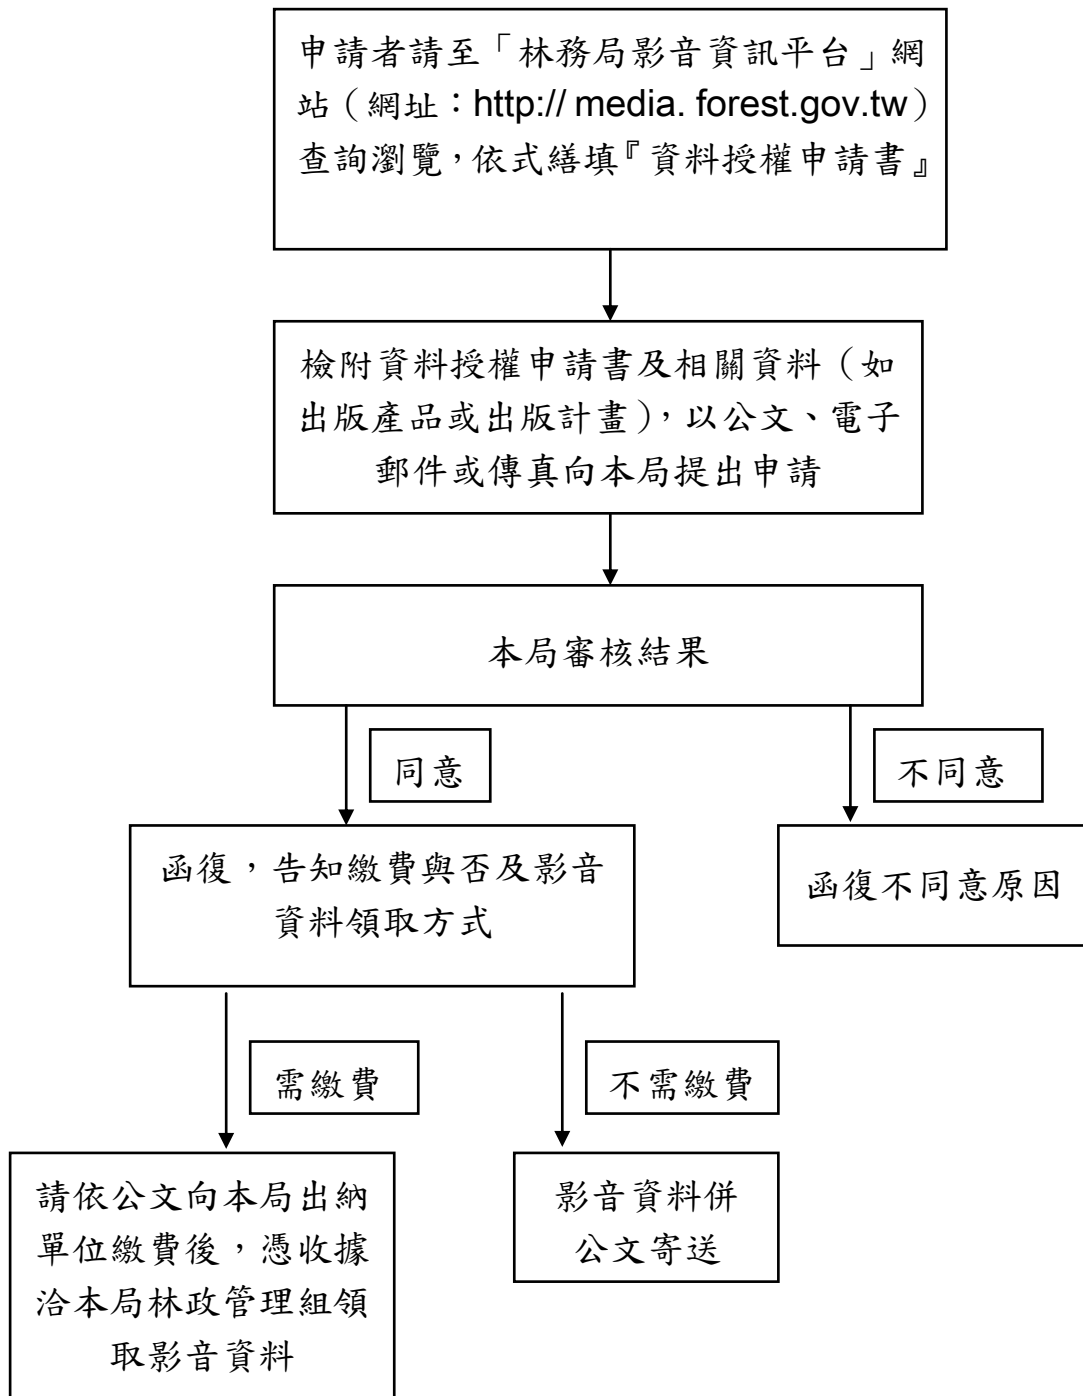 申請者請至「林務局影音資訊平台」網
站（網址：http:// media. forest.gov.tw）
查詢瀏覽，依式繕填『資料授權申請書』
檢附資料授權申請書及相關資料（如
出版產品或出版計畫），以公文、電子
郵件或傳真向本局提出申請
本局審核結果
同意
不同意
函復，告知繳費與否及影音
資料領取方式
函復不同意原因
需繳費
不需繳費
請依公文向本局出納
單位繳費後，憑收據
洽本局林政管理組領
取影音資料
影音資料併
公文寄送